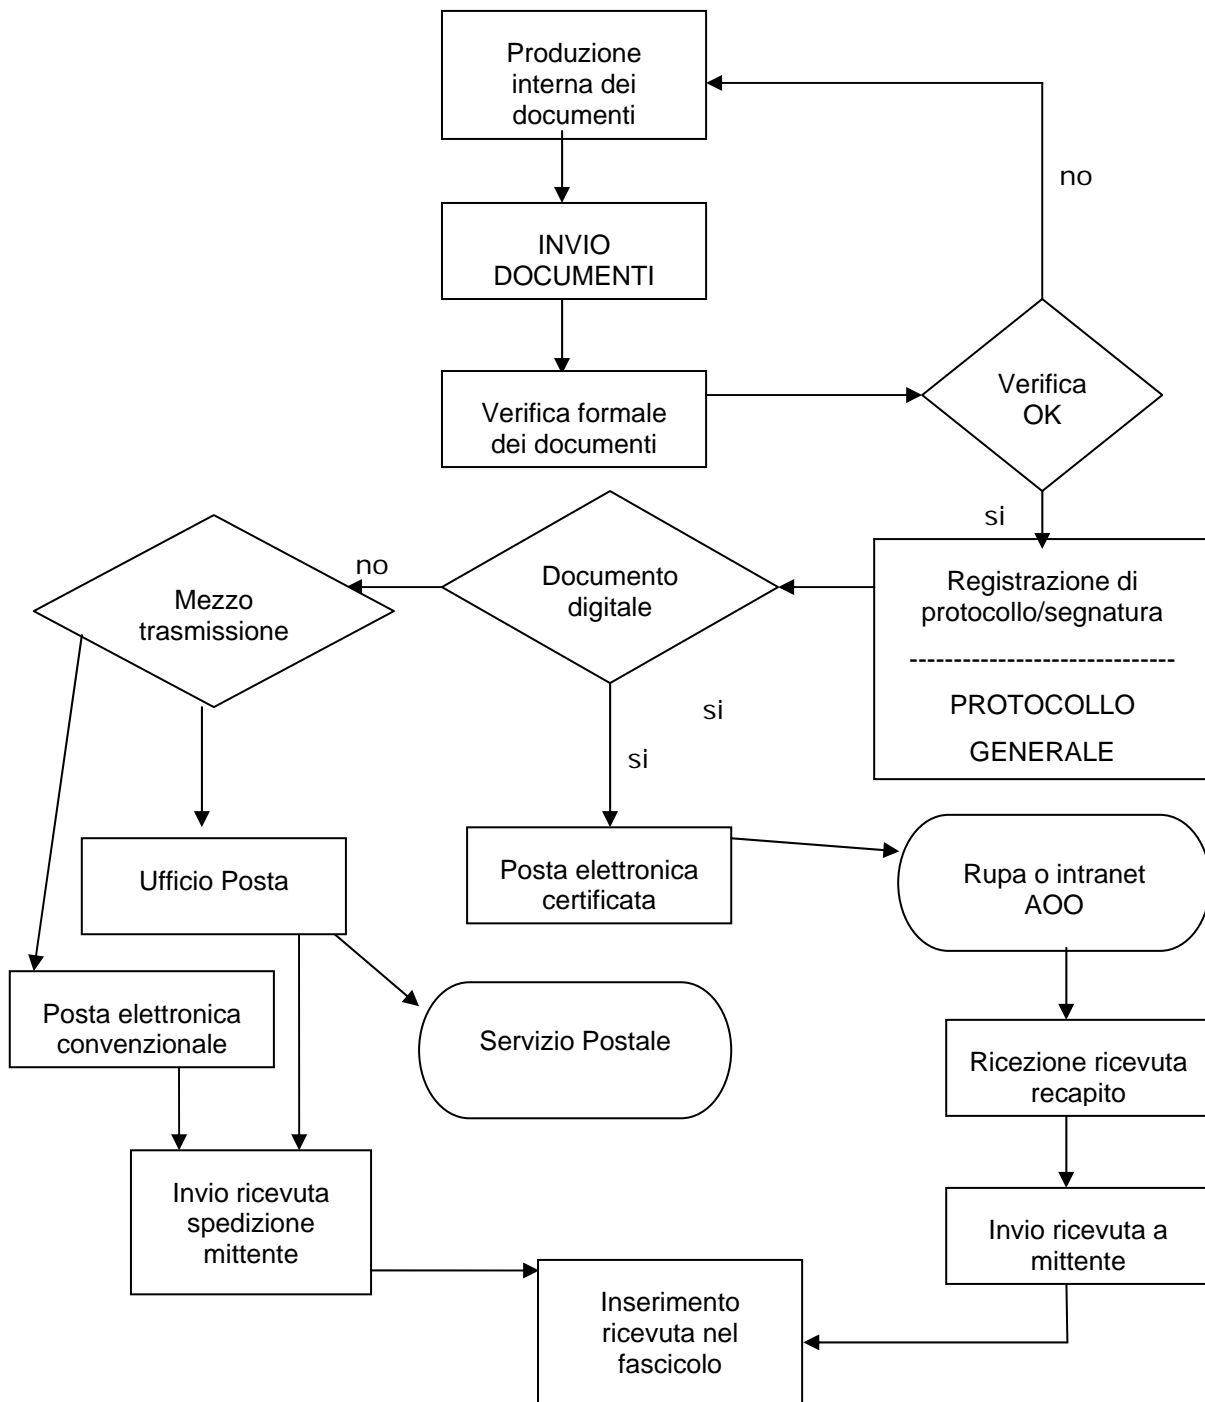 Produzione
interna dei
documenti
no
INVIO
DOCUMENTI
Verifica
OK
Verifica formale
dei documenti
si
no
Mezzo
trasmissione
Documento
digitale
Registrazione di
protocollo/segnatura
------------------------------
PROTOCOLLO
GENERALE
si
si
Ufficio Posta
Posta elettronica
certificata
Rupa o intranet
AOO
Posta elettronica
convenzionale
Servizio Postale
Ricezione ricevuta
recapito
Invio ricevuta
spedizione
mittente
Invio ricevuta a
mittente
Inserimento
ricevuta nel
fascicolo